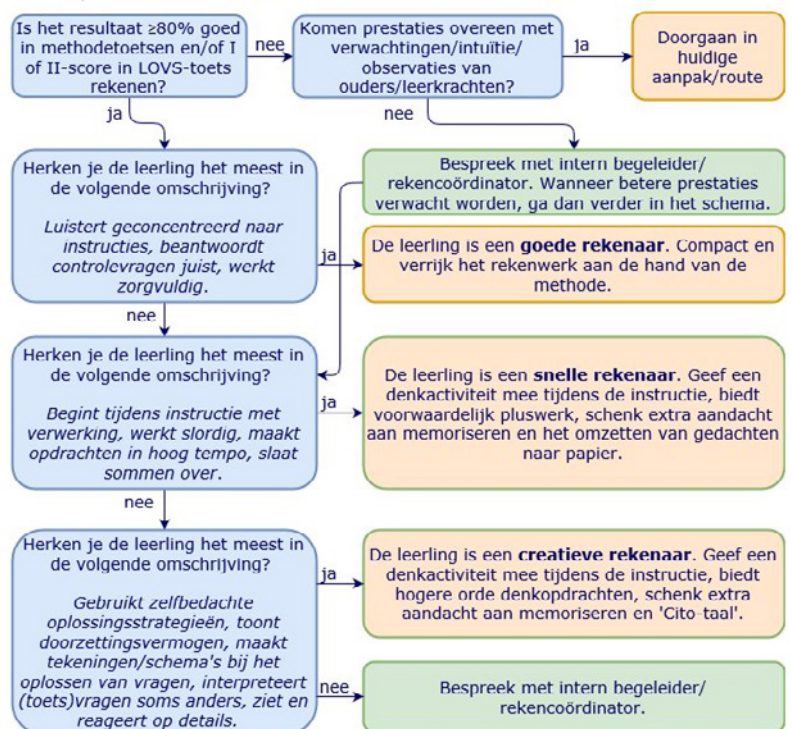 Is het resultaat ≥80% goed
in methodetoetsen en/of I
of II-score in LOVS-toets
rekenen?
nee
Komen prestaties overeen met
verwachtingen/intuïtie/
observaties van
ouders/leerkrachten?
ja
Doorgaan in
huidige
aanpak/route
ja
nee
Herken je de leerling het meest in
de volgende omschrijving?
Luistert geconcentreerd naar
instructies, beantwoordt
controlevragen juist, werkt
zorgvuldig.
Bespreek met intern begeleider/
rekencoördinator. Wanneer betere prestaties
verwacht worden, ga dan verder in het schema.
ja
De leerling is een goede rekenaar. Compact en
verrijk het rekenwerk aan de hand van de
methode.
nee
Herken je de leerling het meest in
de volgende omschrijving?
Begint tijdens instructie met
verwerking, werkt slordig, maakt
opdrachten in hoog tempo, slaat
sommen over.
ja
De leerling is een snelle rekenaar. Geef een
denkactiviteit mee tijdens de instructie, biedt
voorwaardelijk pluswerk, schenk extra aandacht
aan memoriseren en het omzetten van gedachten
naar papier.
nee
Herken je de leerling het meest in
de volgende omschrijving?
Gebruikt zelfbedachte
oplossingsstrategieën, toont
doorzettingsvermogen, maakt
tekeningen/schema's bij het
oplossen van vragen, interpreteert
(toets)vragen soms anders, ziet en
reageert op details.
ja
De leerling is een creatieve rekenaar. Geef een
denkactiviteit mee tijdens de instructie, biedt
hogere orde denkopdrachten, schenk extra
aandacht aan memoriseren en 'Cito-taal'.
nee
Bespreek met intern begeleider/
rekencoördinator.